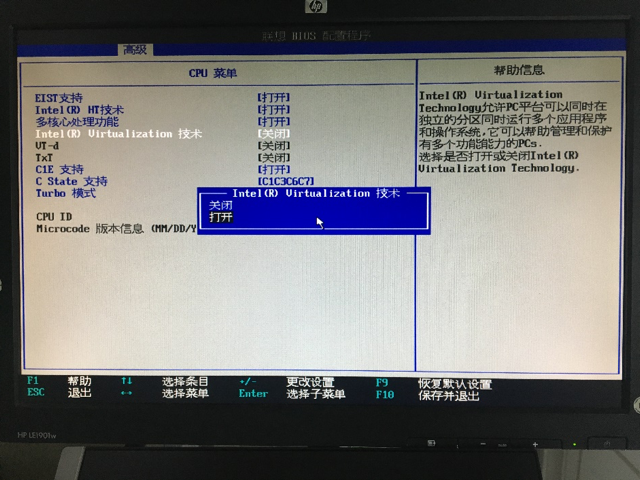 hp
联想 BIOS 配置程序
高级
CPU 菜单
帮助信息
EIST支持 [打开]
Intel(R) HT技术 [打开]
多核心处理功能 [打开]
Intel(R) Virtualization 技术 [关闭]
VT-d [关闭]
TxT [关闭]
C1E 支持 [打开]
C State 支持 [C1C3C6C7]
Turbo 模式
CPU ID
Microcode 版本信息 (MM/DD/Y
Intel(R) Virtualization 技术
关闭
打开
Intel(R) Virtualization
Technology允许PC平台可以同时在
独立的分区同时运行多个应用程序
和操作系统,它可以帮助管理和保护
有多个功能能力的PCs.
选择是否打开或关闭Intel(R)
Virtualization Technology.
F1 帮助 ↑↓ 选择条目 +/- 更改设置 F9 恢复默认设置
ESC 退出 ↔ 选择菜单 Enter 选择子菜单 F10 保存并退出
HP LE1901w